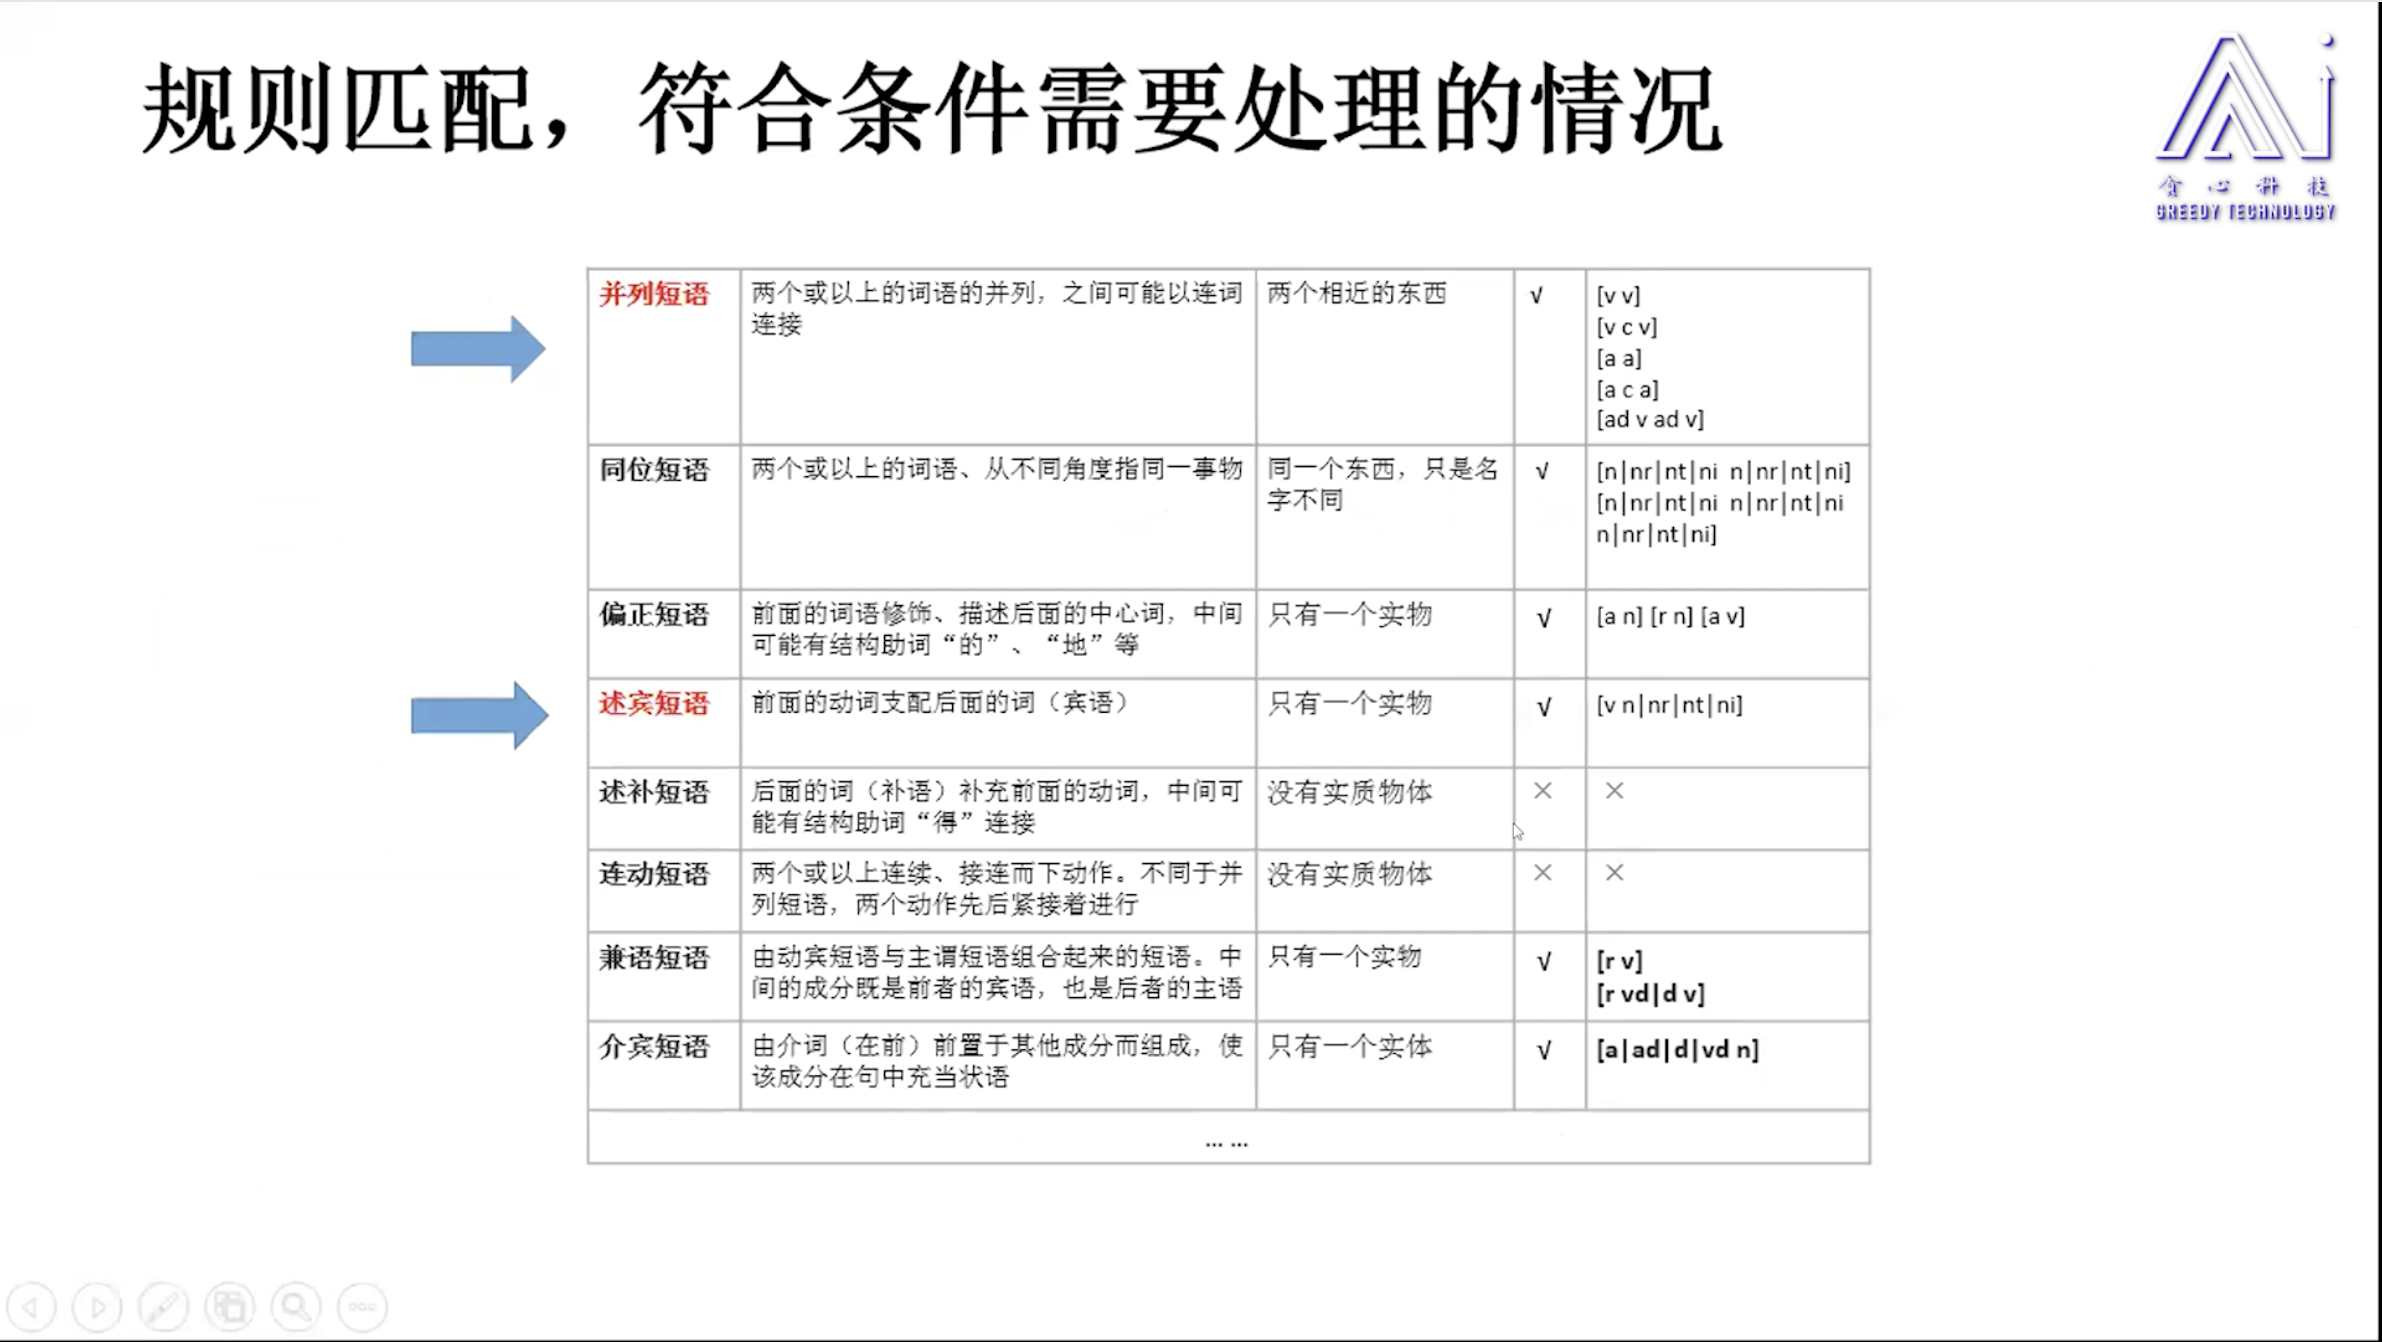 规则匹配，符合条件需要处理的情况
贪心科技
GREEDY TECHNOLOGY
并列短语
两个或以上的词语的并列，之间可能以连词
连接
两个相近的东西
√
[v v]
[v c v]
[a a]
[a c a]
[ad v ad v]
同位短语
两个或以上的词语、从不同角度指同一事物
同一个东西，只是名
字不同
√
[n|nr|nt|ni n|nr|nt|ni]
[n|nr|nt|ni n|nr|nt|ni
n|nr|nt|ni]
偏正短语
前面的词语修饰、描述后面的中心词，中间
可能有结构助词“的”、“地”等
只有一个实物
√
[a n] [r n] [a v]
述宾短语
前面的动词支配后面的词（宾语）
只有一个实物
√
[v n|nr|nt|ni]
述补短语
后面的词（补语）补充前面的动词，中间可
能有结构助词“得”连接
没有实质物体
×
×
连动短语
两个或以上连续、接连而下动作。不同于并
列短语，两个动作先后紧接着进行
没有实质物体
×
×
兼语短语
由动宾短语与主谓短语组合起来的短语。中
间的成分既是前者的宾语，也是后者的主语
只有一个实物
√
[r v]
[r vd|d v]
介宾短语
由介词（在前）前置于其他成分而组成，使
该成分在句中充当状语
只有一个实体
√
[a|ad|d|vd n]
... ...